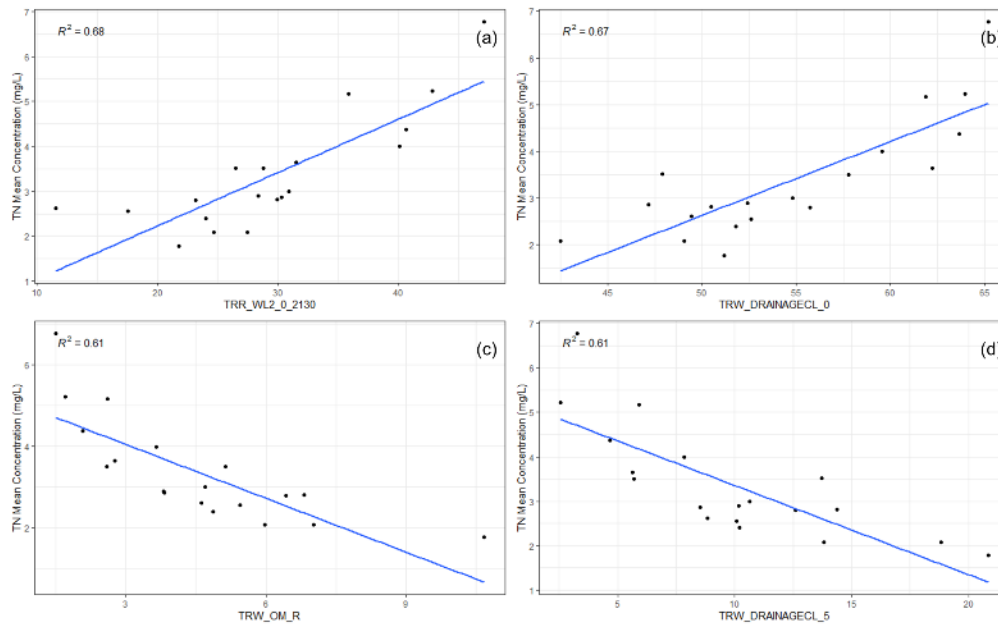 R² = 0.68
(a)
TN Mean Concentration (mg/L)
7
6
5
4
3
2
1
10
20
30
40
TRR_WL2_0_2130
R² = 0.67
(b)
TN Mean Concentration (mg/L)
7
6
5
4
3
2
1
45
50
55
60
65
TRW_DRAINAGECL_0
R² = 0.61
(c)
TN Mean Concentration (mg/L)
6
4
2
3
6
9
TRW_OM_R
R² = 0.61
(d)
TN Mean Concentration (mg/L)
7
6
5
4
3
2
1
5
10
15
20
TRW_DRAINAGECL_5